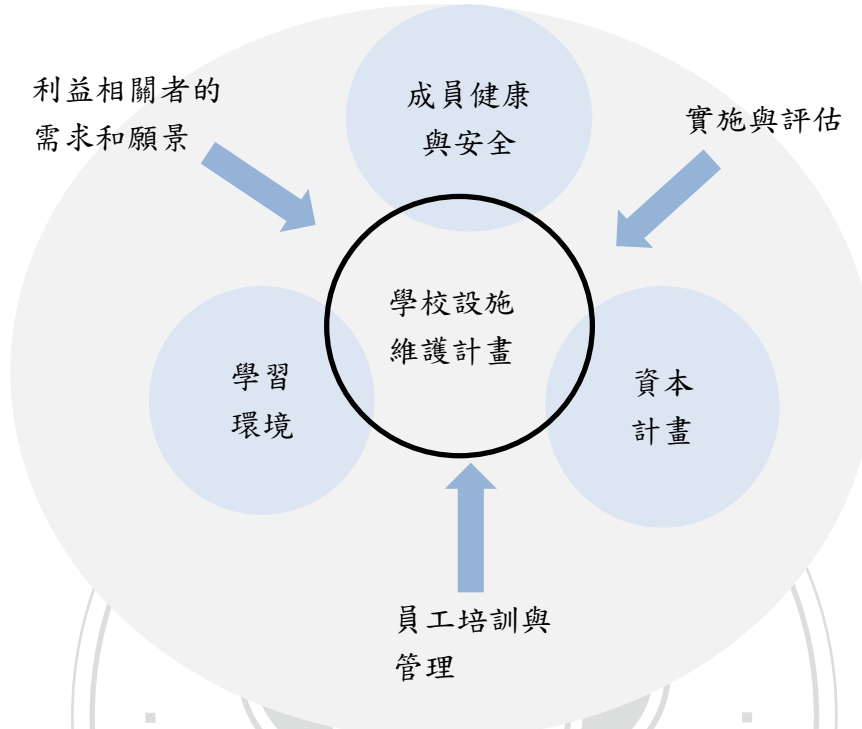 利益相關者的
需求和願景
成員健康
與安全
實施與評估
學校設施
維護計畫
學習
環境
資本
計畫
員工培訓與
管理